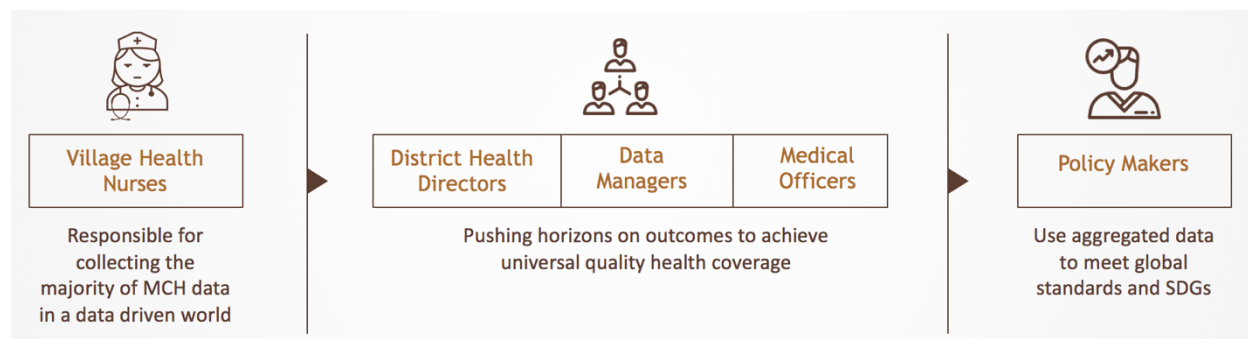 Village Health
Nurses
Responsible for
collecting the
majority of MCH data
in a data driven world
District Health
Directors
Data
Managers
Medical
Officers
Pushing horizons on outcomes to achieve
universal quality health coverage
Policy Makers
Use aggregated data
to meet global
standards and SDGs